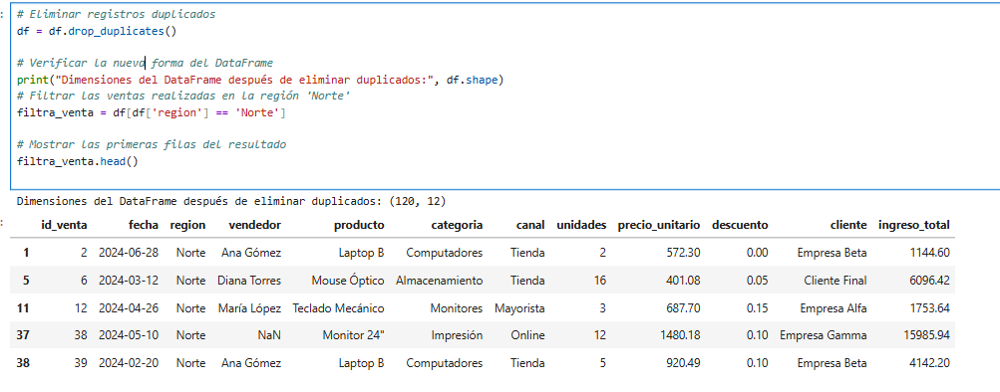 # Eliminar registros duplicados
df = df.drop_duplicates()
# Verificar la nueva forma del DataFrame
print("Dimensiones del DataFrame después de eliminar duplicados:", df.shape)
# Filtrar las ventas realizadas en la región 'Norte'
filtra_venta = df[df['region'] == 'Norte']
# Mostrar las primeras filas del resultado
filtra_venta.head()
Dimensiones del DataFrame después de eliminar duplicados: (120, 12)
id_venta fecha region vendedor producto categoria canal unidades precio_unitario descuento cliente ingreso_total
1 2 2024-06-28 Norte Ana Gómez Laptop B Computadores Tienda 2 572.30 0.00 Empresa Beta 1144.60
5 6 2024-03-12 Norte Diana Torres Mouse Óptico Almacenamiento Tienda 16 401.08 0.05 Cliente Final 6096.42
11 12 2024-04-26 Norte María López Teclado Mecánico Monitores Mayorista 3 687.70 0.15 Empresa Alfa 1753.64
37 38 2024-05-10 Norte NaN Monitor 24" Impresión Online 12 1480.18 0.10 Empresa Gamma 15985.94
38 39 2024-02-20 Norte Ana Gómez Laptop B Computadores Tienda 5 920.49 0.10 Empresa Beta 4142.20